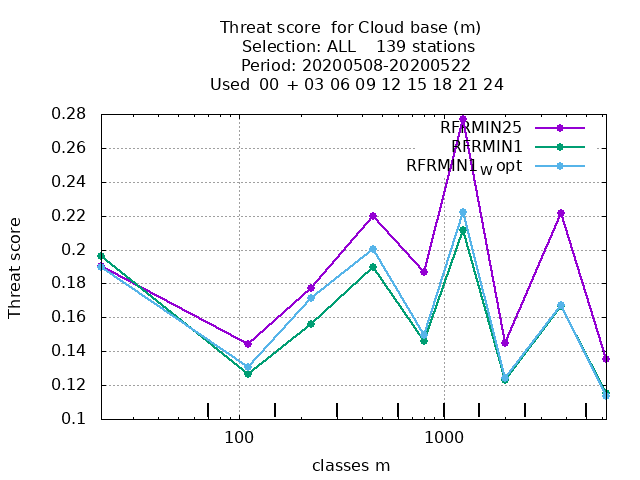 Threat score  for Cloud base (m)
Selection: ALL    139 stations
Period: 20200508-20200522
Used  00 + 03 06 09 12 15 18 21 24
RFRMIN25
RFRMIN1
RFRMIN1_W opt
0.28
0.26
0.24
0.22
0.2
0.18
0.16
0.14
0.12
0.1
Threat score
100 1000
classes m